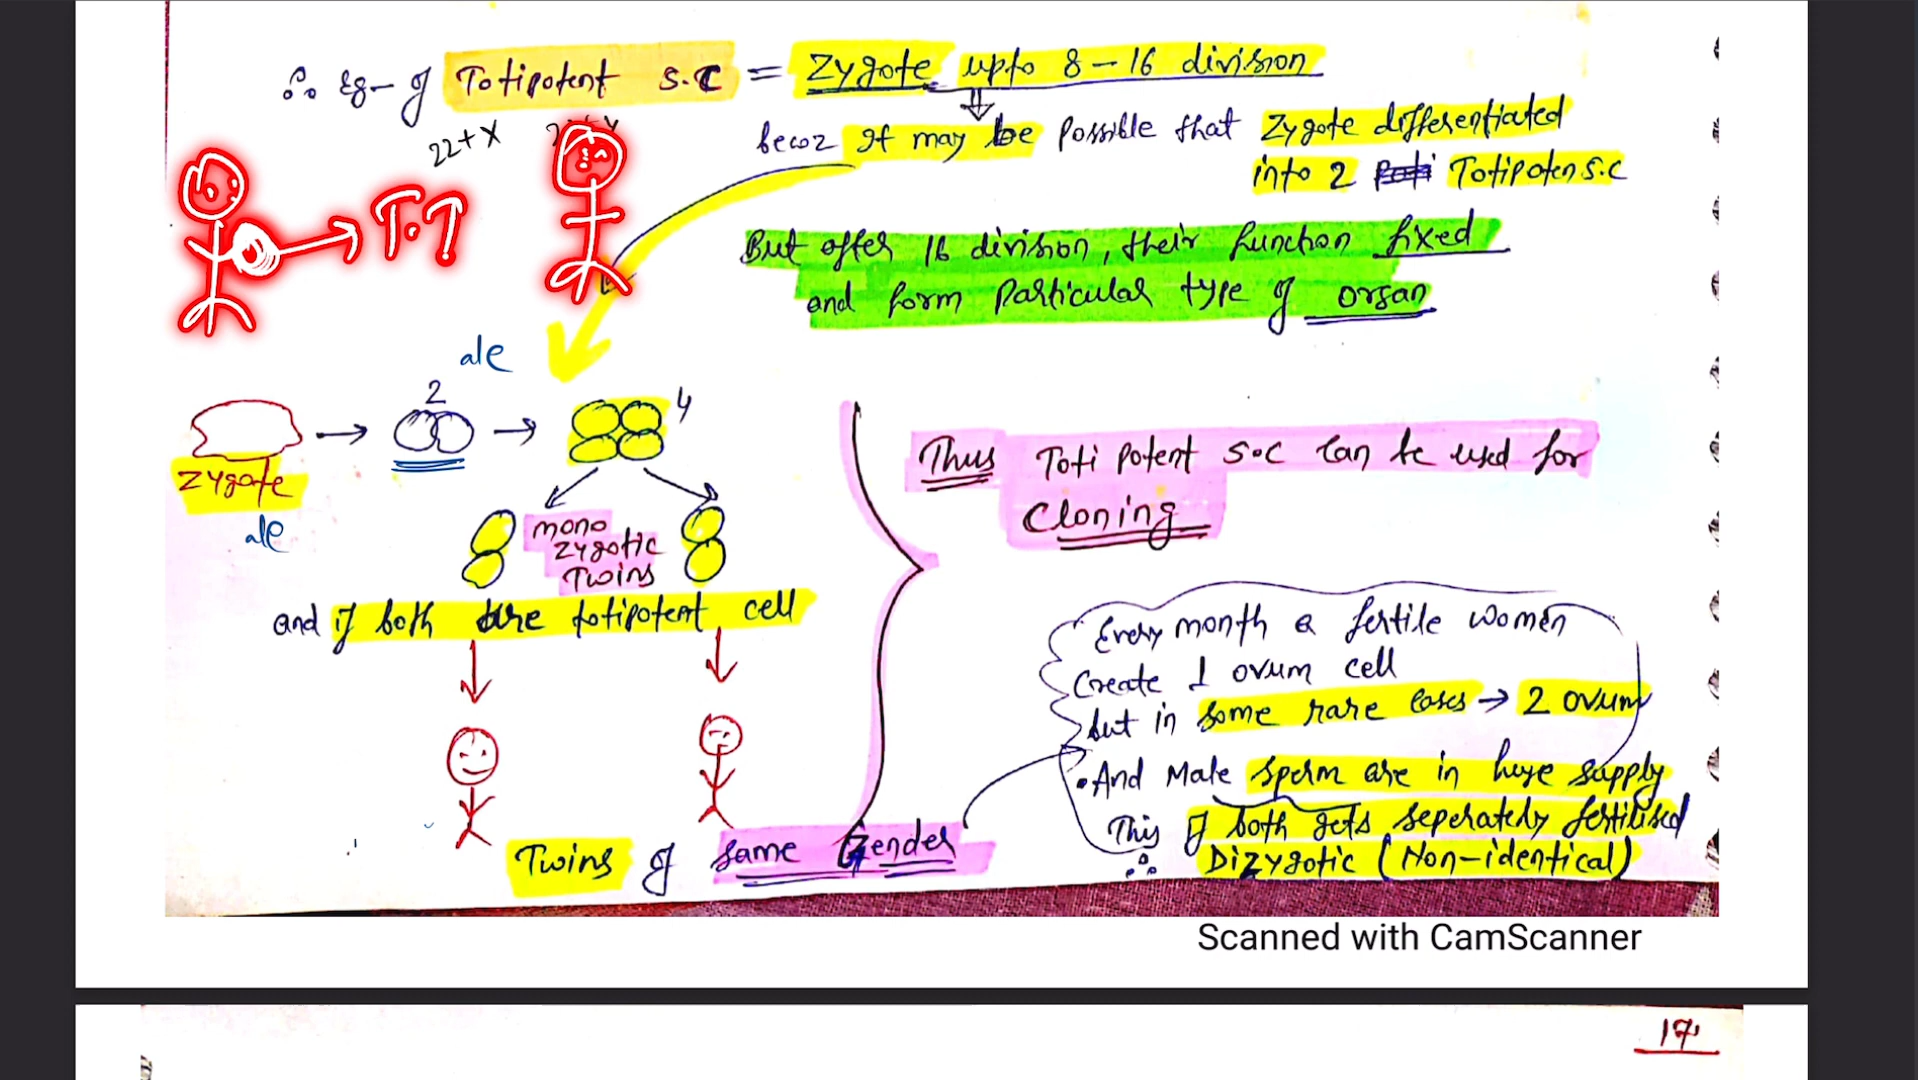 ∴ Eg- of Totipotent S.C = Zygote upto 8-16 division
22+X
becoz It may be Possible that Zygote differentiated
into 2 Totipoten S.C
T.T
But after 16 division, their function fixed
and form Particular type of organ
ale
2
4
Zygote
ale
mono
zygotic
Twins
and if both are totipotent cell
Twins of same Gender
Thus Toti potent S.C Can be used for
Cloning
Every month a fertile women
Create 1 ovum cell
but in some rare cases → 2 ovum
• And Male sperm are in huge supply
This If both gets seperately fertilised
∴ Dizygotic (Non-identical)
Scanned with CamScanner
17